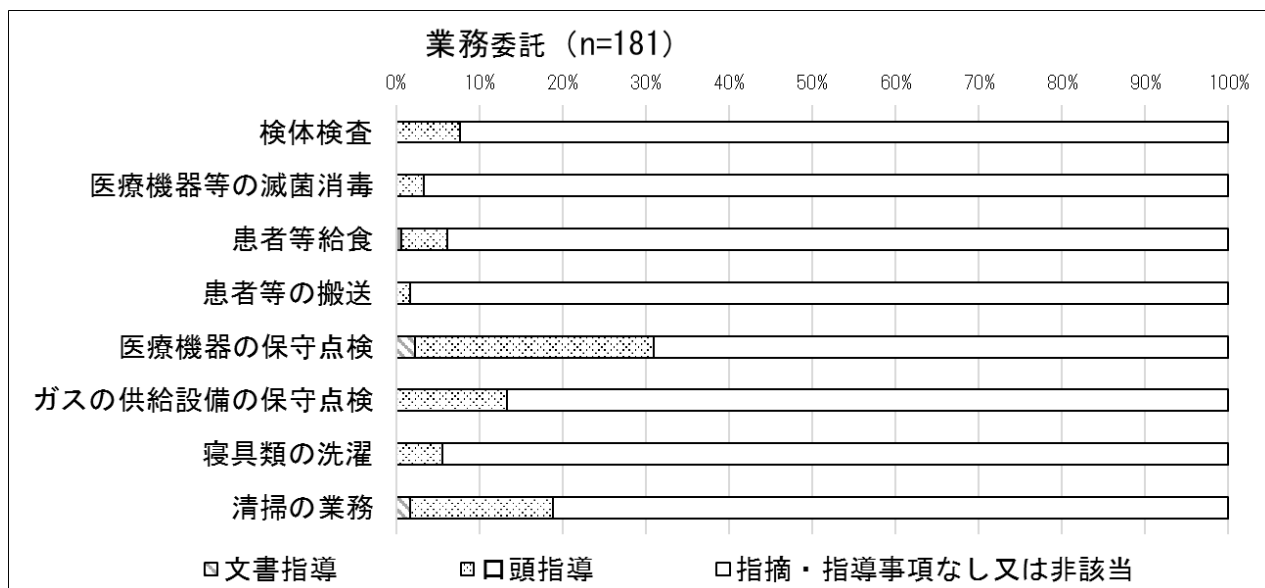 業務委託（n=181）
0% 10% 20% 30% 40% 50% 60% 70% 80% 90% 100%
検体検査
医療機器等の滅菌消毒
患者等給食
患者等の搬送
医療機器の保守点検
ガスの供給設備の保守点検
寝具類の洗濯
清掃の業務
文書指導 口頭指導 指摘・指導事項なし又は非該当